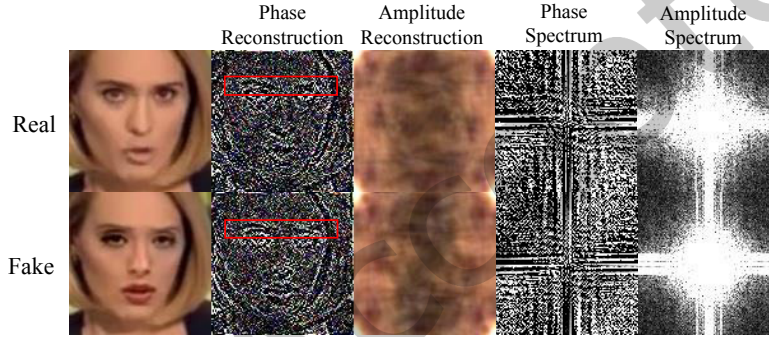 Phase Amplitude Phase Amplitude
Reconstruction Reconstruction Spectrum Spectrum
Real
Fake